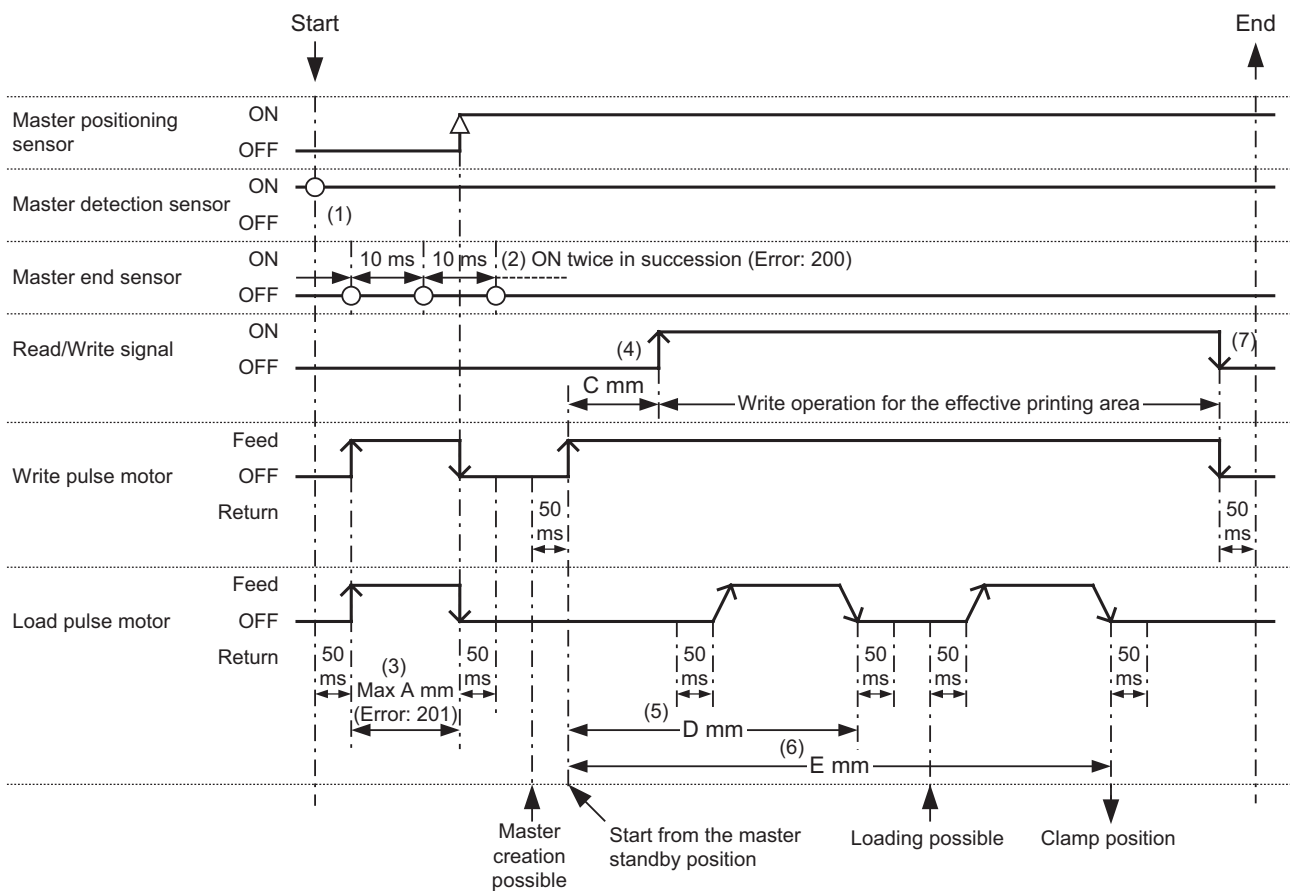 Start
End
Master positioning
sensor
ON
OFF
Master detection sensor
ON
OFF
(1)
Master end sensor
ON
OFF
10 ms
10 ms
(2) ON twice in succession (Error: 200)
Read/Write signal
ON
OFF
(4)
(7)
C mm
Write operation for the effective printing area
Write pulse motor
Feed
OFF
Return
50
ms
50
ms
Load pulse motor
Feed
OFF
Return
50
ms
(3)
Max A mm
(Error: 201)
50
ms
50
ms
50
ms
50
ms
50
ms
(5)
D mm
(6)
E mm
Master
creation
possible
Start from the master
standby position
Loading possible
Clamp position